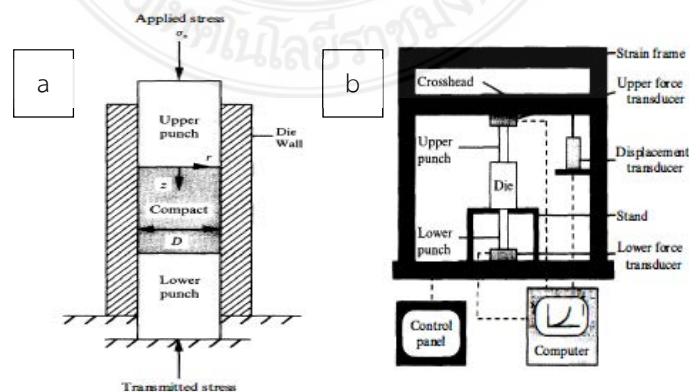 a
Applied stress
σₐ
Upper
punch
Die
Wall
r
z
Compact
D
Lower
punch
Transmitted stress
b
Strain frame
Crosshead
Upper force
transducer
Upper
punch
Displacement
transducer
Die
Stand
Lower
punch
Lower force
transducer
Control
panel
Computer